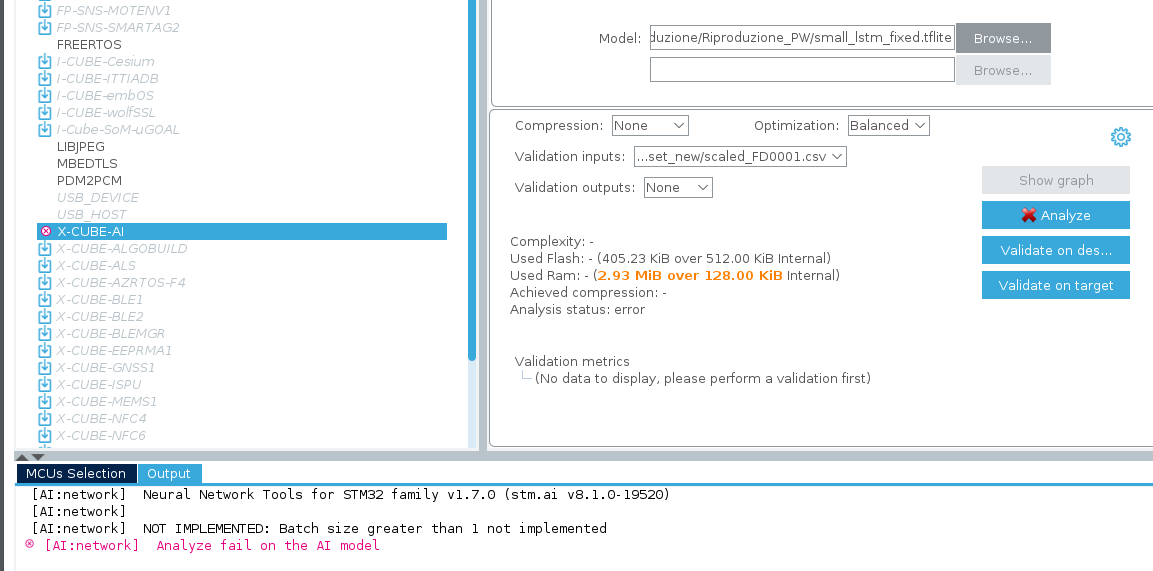 FP-SNS-MOTENV1
FP-SNS-SMARTAG2
FREERTOS
I-CUBE-Cesium
I-CUBE-ITTIADB
I-CUBE-embOS
I-CUBE-wolfSSL
I-Cube-SoM-uGOAL
LIBJPEG
MBEDTLS
PDM2PCM
USB_DEVICE
USB_HOST
X-CUBE-AI
X-CUBE-ALGOBUILD
X-CUBE-ALS
X-CUBE-AZRTOS-F4
X-CUBE-BLE1
X-CUBE-BLE2
X-CUBE-BLEMGR
X-CUBE-EEPRMA1
X-CUBE-GNSS1
X-CUBE-ISPU
X-CUBE-MEMS1
X-CUBE-NFC4
X-CUBE-NFC6
Model: duzione/Riproduzione_PW/small_lstm_fixed.tflite Browse...
Browse...
Compression: None Optimization: Balanced
Validation inputs: ...set_new/scaled_FD0001.csv
Validation outputs: None
Show graph
Analyze
Validate on des...
Validate on target
Complexity: -
Used Flash: - (405.23 KiB over 512.00 KiB Internal)
Used Ram: - (2.93 MiB over 128.00 KiB Internal)
Achieved compression: -
Analysis status: error
Validation metrics
(No data to display, please perform a validation first)
MCUs Selection Output
[AI:network] Neural Network Tools for STM32 family v1.7.0 (stm.ai v8.1.0-19520)
[AI:network]
[AI:network] NOT IMPLEMENTED: Batch size greater than 1 not implemented
[AI:network] Analyze fail on the AI model